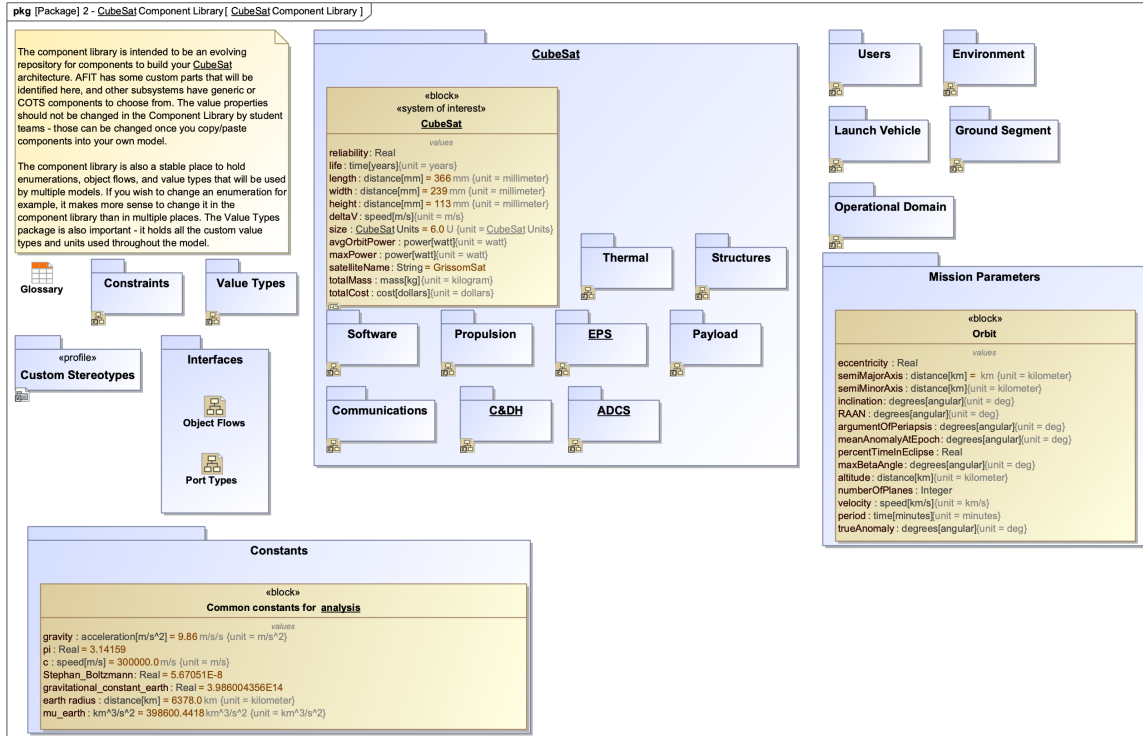 pkg [Package] 2 - CubeSat Component Library[ CubeSat Component Library ]
The component library is intended to be an evolving
repository for components to build your CubeSat
architecture. AFIT has some custom parts that will be
identified here, and other subsystems have generic or
COTS components to choose from. The value properties
should not be changed in the Component Library by student
teams - those can be changed once you copy/paste
components into your own model.
The component library is also a stable place to hold
enumerations, object flows, and value types that will be used
by multiple models. If you wish to change an enumeration for
example, it makes more sense to change it in the
component library than in multiple places. The Value Types
package is also important - it holds all the custom value
types and units used throughout the model.
Glossary
Constraints
Value Types
«profile»
Custom Stereotypes
Interfaces
Object Flows
Port Types
CubeSat
«block»
«system of interest»
CubeSat
values
reliability : Real
life : time[years]{unit = years}
length : distance[mm] = 366 mm {unit = millimeter}
width : distance[mm] = 239 mm {unit = millimeter}
height : distance[mm] = 113 mm {unit = millimeter}
deltaV : speed[m/s]{unit = m/s}
size : CubeSat Units = 6.0 U {unit = CubeSat Units}
avgOrbitPower : power[watt]{unit = watt}
maxPower : power[watt]{unit = watt}
satelliteName : String = GrissomSat
totalMass : mass[kg]{unit = kilogram}
totalCost : cost[dollars]{unit = dollars}
Thermal
Structures
Software
Propulsion
EPS
Payload
Communications
C&DH
ADCS
Users
Environment
Launch Vehicle
Ground Segment
Operational Domain
Mission Parameters
«block»
Orbit
values
eccentricity : Real
semiMajorAxis : distance[km] = km {unit = kilometer}
semiMinorAxis : distance[km]{unit = kilometer}
inclination : degrees[angular]{unit = deg}
RAAN : degrees[angular]{unit = deg}
argumentOfPeriapsis : degrees[angular]{unit = deg}
meanAnomalyAtEpoch : degrees[angular]{unit = deg}
percentTimeInEclipse : Real
maxBetaAngle : degrees[angular]{unit = deg}
altitude : distance[km]{unit = kilometer}
numberOfPlanes : Integer
velocity : speed[km/s]{unit = km/s}
period : time[minutes]{unit = minutes}
trueAnomaly : degrees[angular]{unit = deg}
Constants
«block»
Common constants for analysis
values
gravity : acceleration[m/s^2] = 9.86 m/s/s {unit = m/s^2}
pi : Real = 3.14159
c : speed[m/s] = 300000.0 m/s {unit = m/s}
Stephan_Boltzmann : Real = 5.67051E-8
gravitational_constant_earth : Real = 3.986004356E14
earth radius : distance[km] = 6378.0 km {unit = kilometer}
mu_earth : km^3/s^2 = 398600.4418 km^3/s^2 {unit = km^3/s^2}